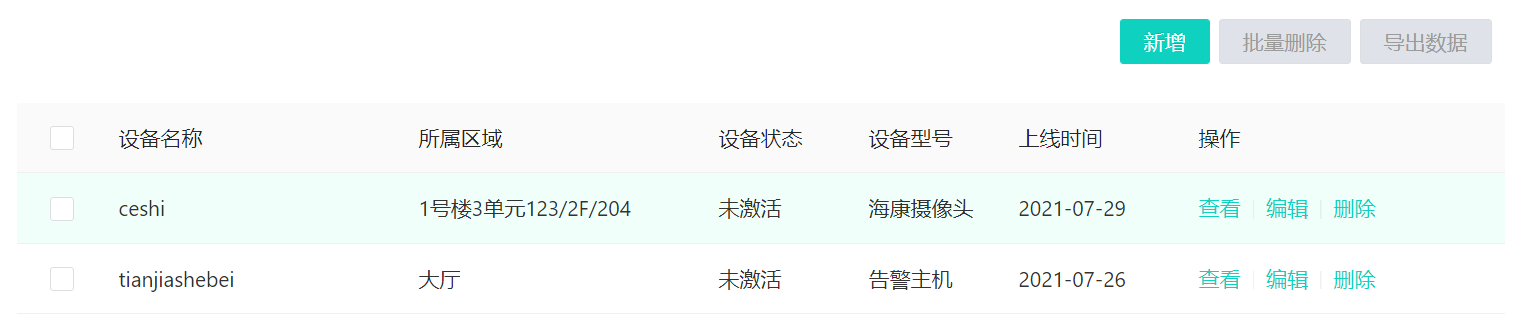 新增 批量删除 导出数据
设备名称 所属区域 设备状态 设备型号 上线时间 操作
ceshi 1号楼3单元123/2F/204 未激活 海康摄像头 2021-07-29 查看 编辑 删除
tianjiashebei 大厅 未激活 告警主机 2021-07-26 查看 编辑 删除